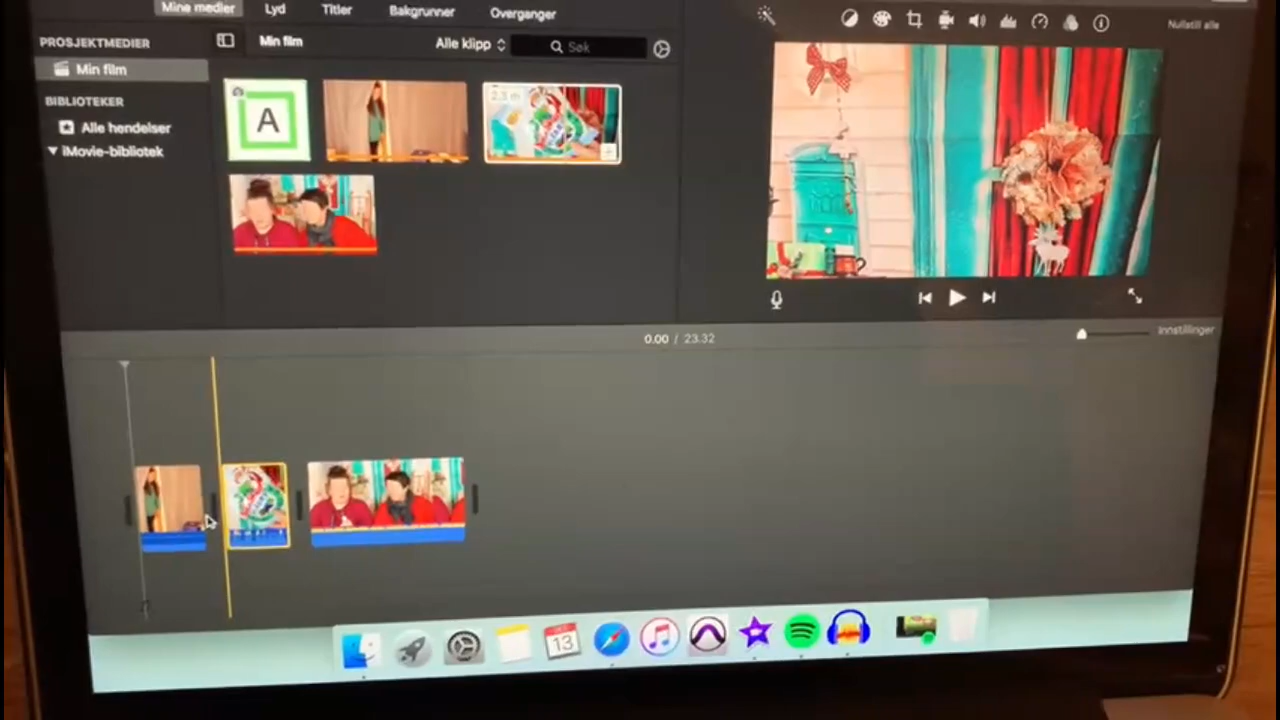 Mine medier Lyd Titler Bakgrunner Overganger
Nullstill alle
PROSJEKTMEDIER Min film Alle klipp Søk
Min film
BIBLIOTEKER
Alle hendelser
iMovie-bibliotek
A
0.00 / 23.32 Innstillinger
13